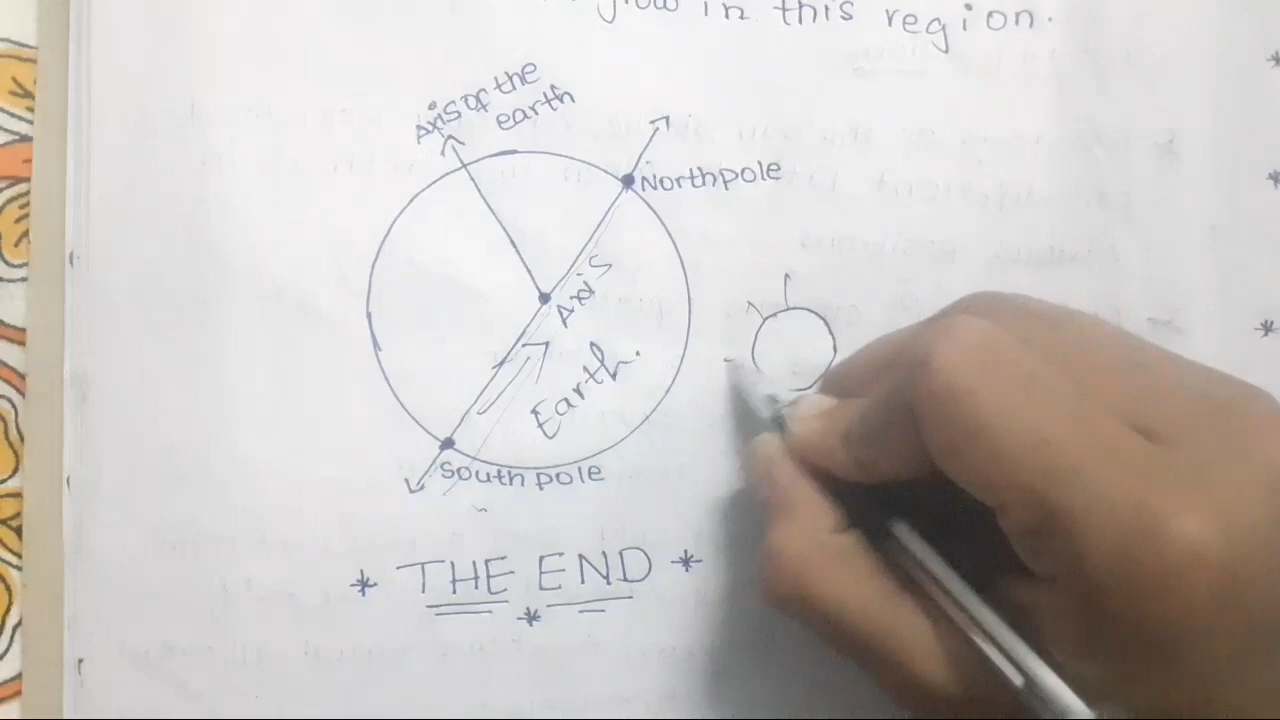 in this region.
Axis of the
earth
Northpole
Axis
Earth.
South pole
* THE END *
*